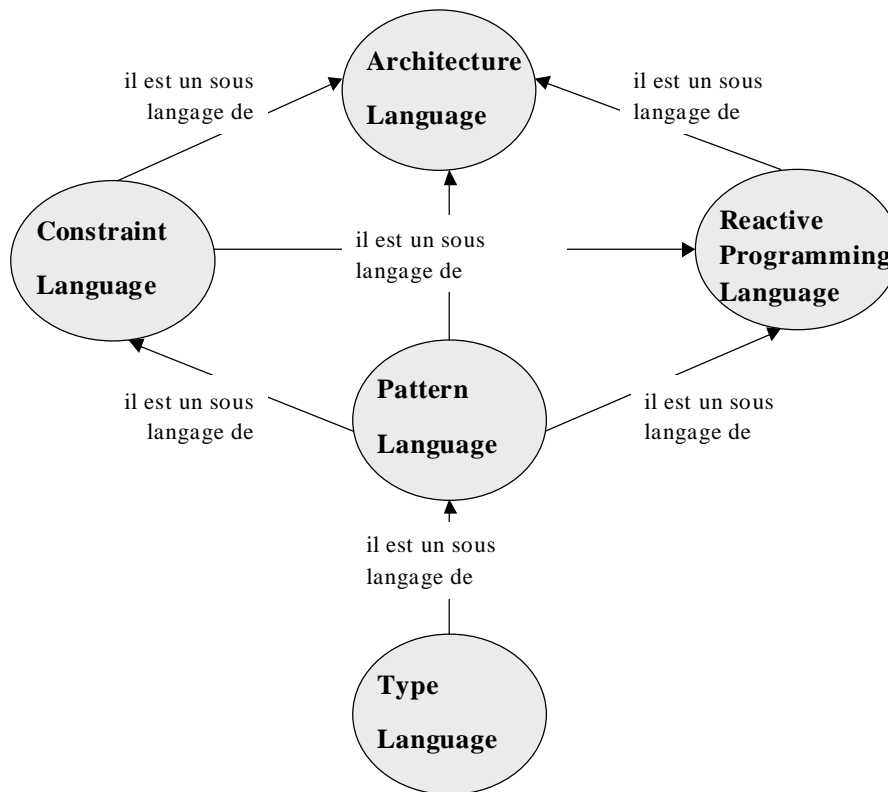 Architecture
Language
il est un sous
langage de
il est un sous
langage de
Constraint
Language
il est un sous
langage de
Reactive
Programming
Language
il est un sous
langage de
Pattern
Language
il est un sous
langage de
il est un sous
langage de
Type
Language